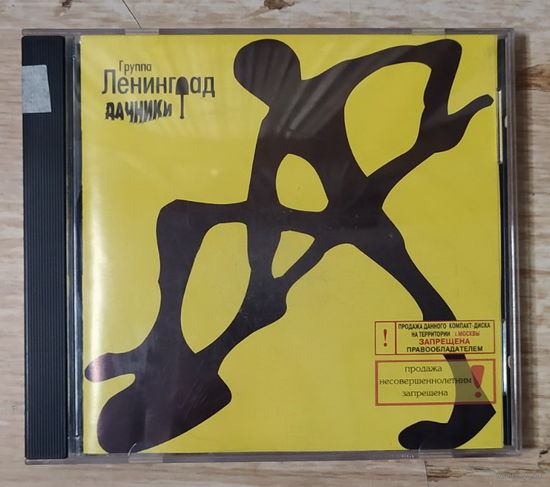 Группа
Ленинград
дачники
! ПРОДАЖА ДАННОГО КОМПАКТ-ДИСКА
НА ТЕРРИТОРИИ г. МОСКВЫ
ЗАПРЕЩЕНА
ПРАВООБЛАДАТЕЛЕМ
продажа
несовершеннолетним !
запрещена